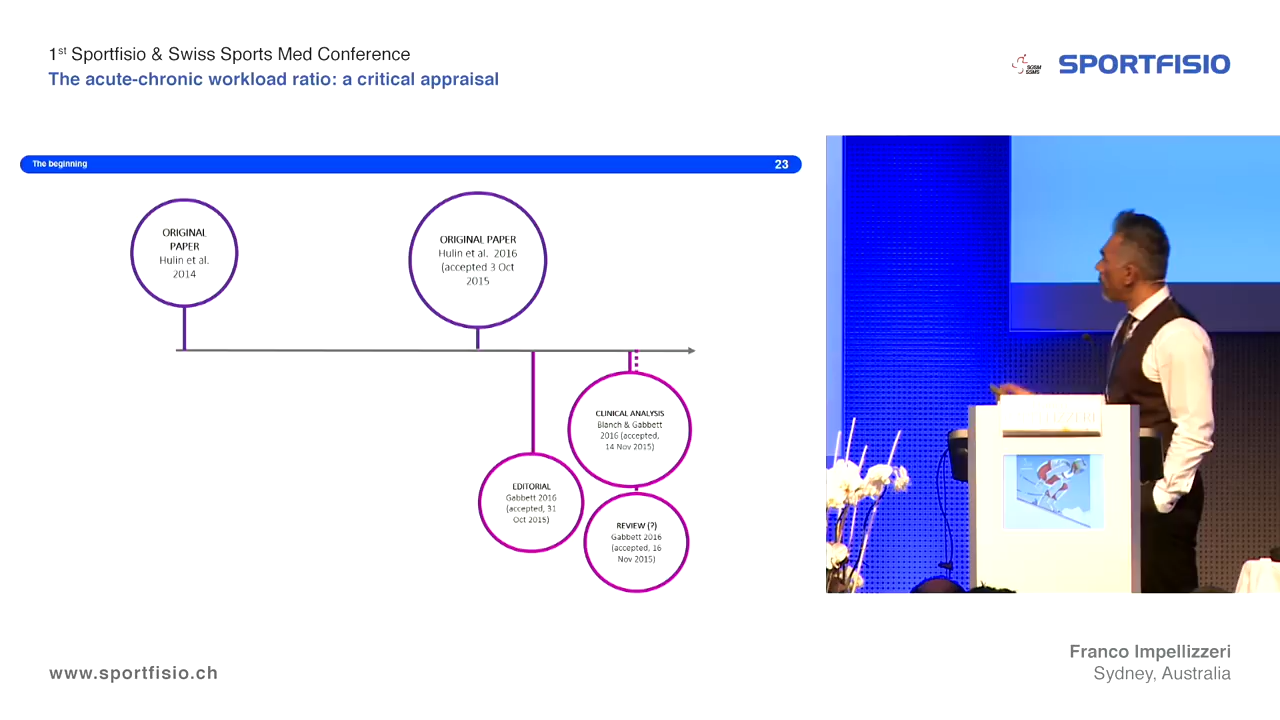 1st Sportfisio & Swiss Sports Med Conference
The acute-chronic workload ratio: a critical appraisal
SGSM
SSMS
SPORTFISIO
The beginning
23
ORIGINAL
PAPER
Hulin et al.
2014
ORIGINAL PAPER
Hulin et al. 2016
(accepted 3 Oct
2015
CLINICAL ANALYSIS
Blanch & Gabbett
2016 (accepted,
14 Nov 2015)
EDITORIAL
Gabbett 2016
(accepted, 31
Oct 2015)
REVIEW (?)
Gabbett 2016
(accepted, 16
Nov 2015)
www.sportfisio.ch
Franco Impellizzeri
Sydney, Australia